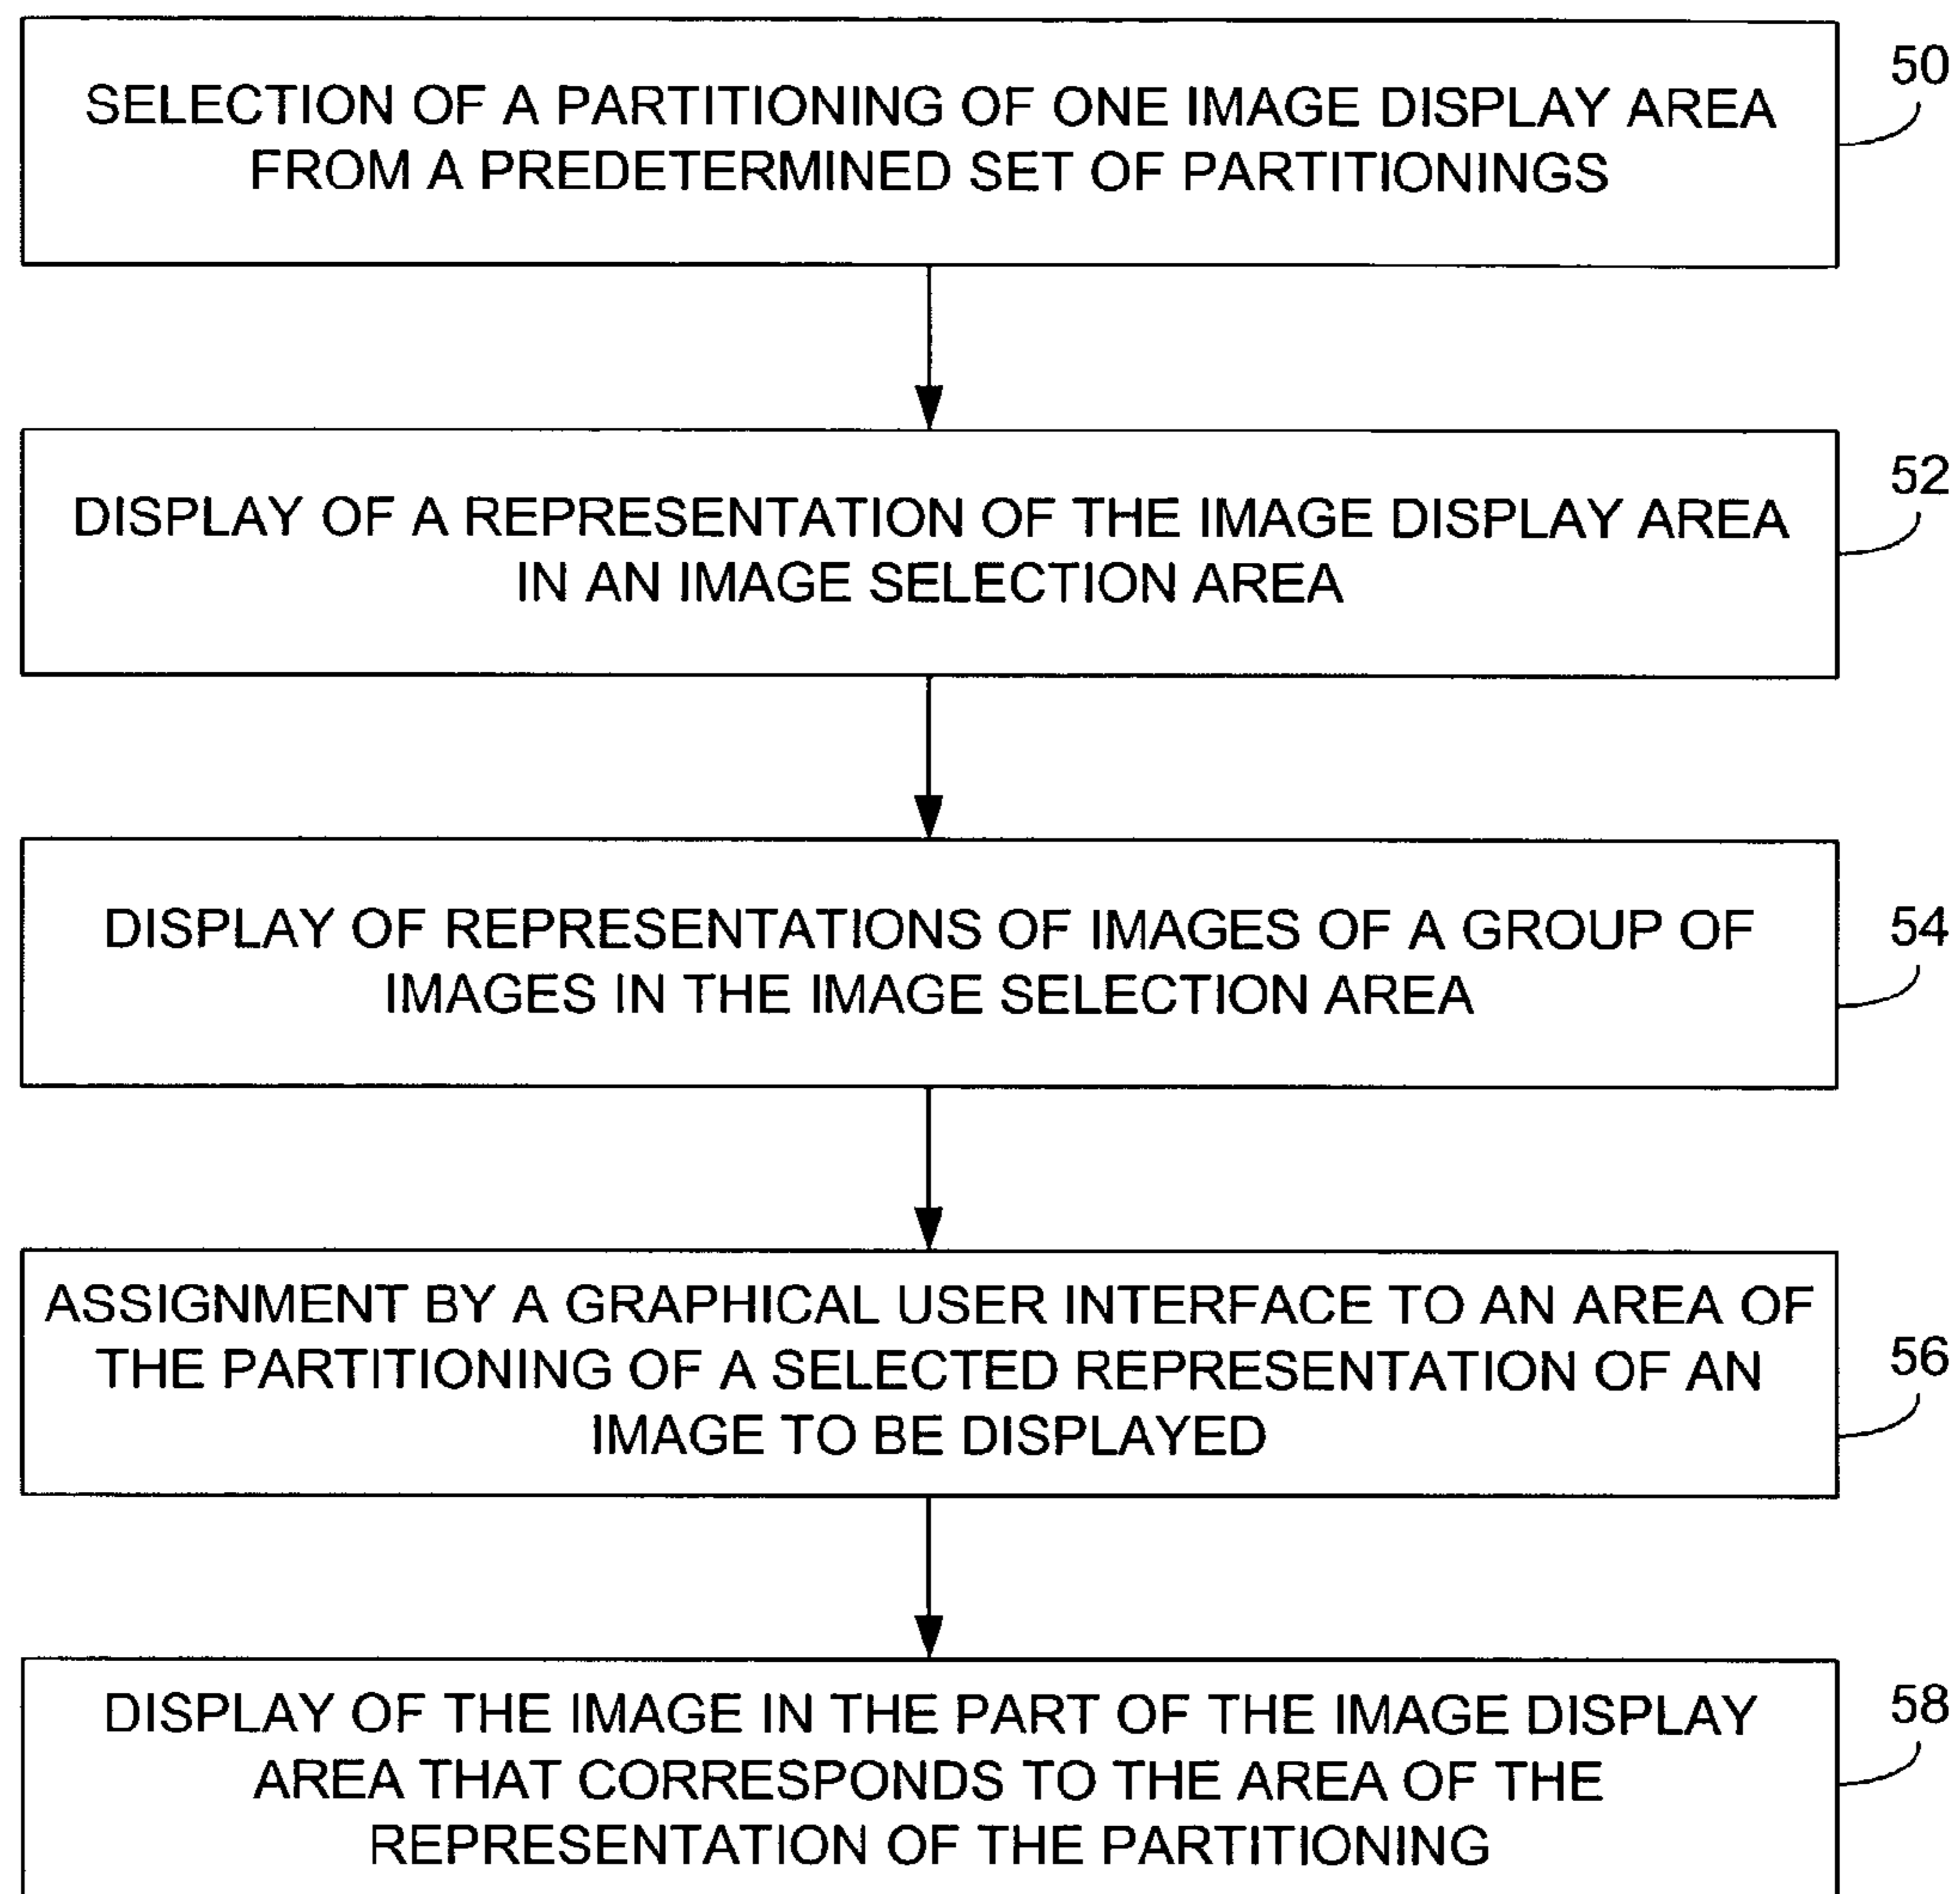 SELECTION OF A PARTITIONING OF ONE IMAGE DISPLAY AREA
FROM A PREDETERMINED SET OF PARTITIONINGS
50
DISPLAY OF A REPRESENTATION OF THE IMAGE DISPLAY AREA
IN AN IMAGE SELECTION AREA
52
DISPLAY OF REPRESENTATIONS OF IMAGES OF A GROUP OF
IMAGES IN THE IMAGE SELECTION AREA
54
ASSIGNMENT BY A GRAPHICAL USER INTERFACE TO AN AREA OF
THE PARTITIONING OF A SELECTED REPRESENTATION OF AN
IMAGE TO BE DISPLAYED
56
DISPLAY OF THE IMAGE IN THE PART OF THE IMAGE DISPLAY
AREA THAT CORRESPONDS TO THE AREA OF THE
REPRESENTATION OF THE PARTITIONING
58